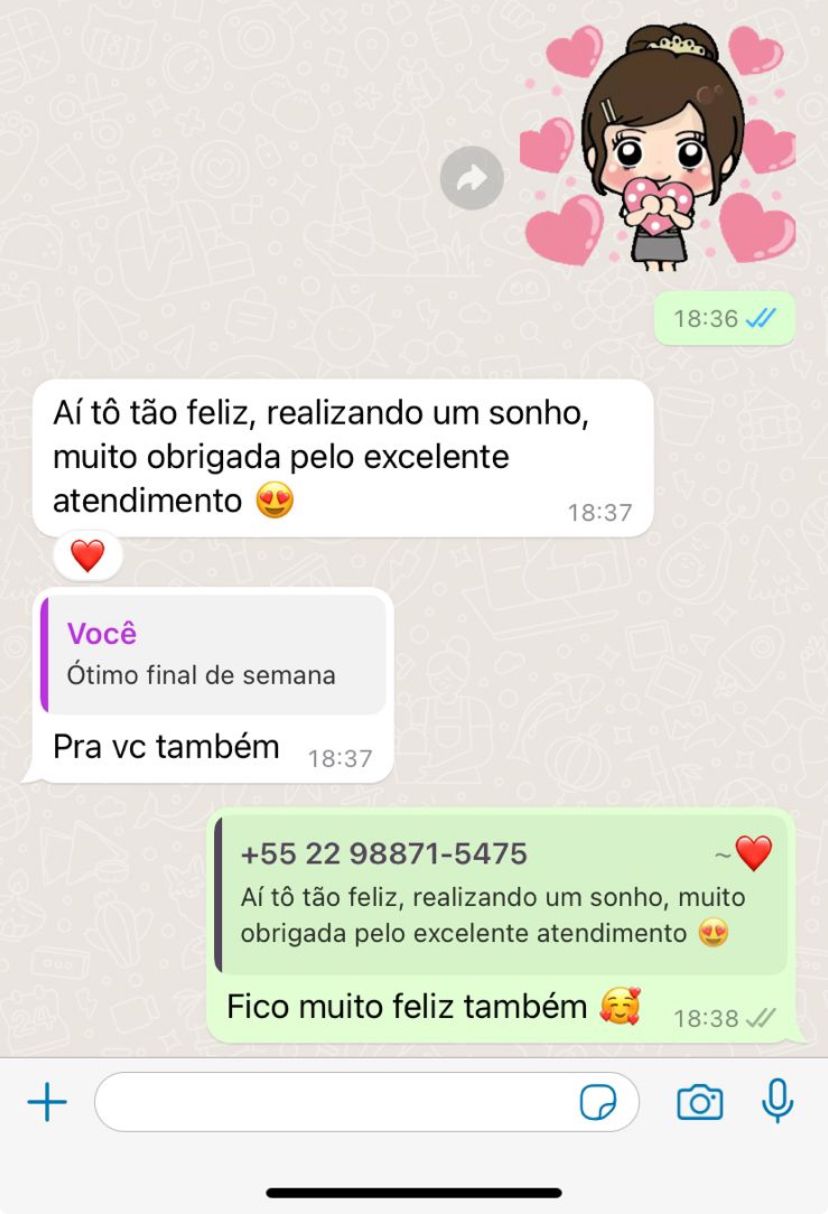 18:36
Aí tô tão feliz, realizando um sonho,
muito obrigada pelo excelente
atendimento 😍
18:37
❤️
Você
Ótimo final de semana
Pra vc também
18:37
+55 22 98871-5475 ~❤️
Aí tô tão feliz, realizando um sonho, muito
obrigada pelo excelente atendimento 😍
Fico muito feliz também 🥰
18:38